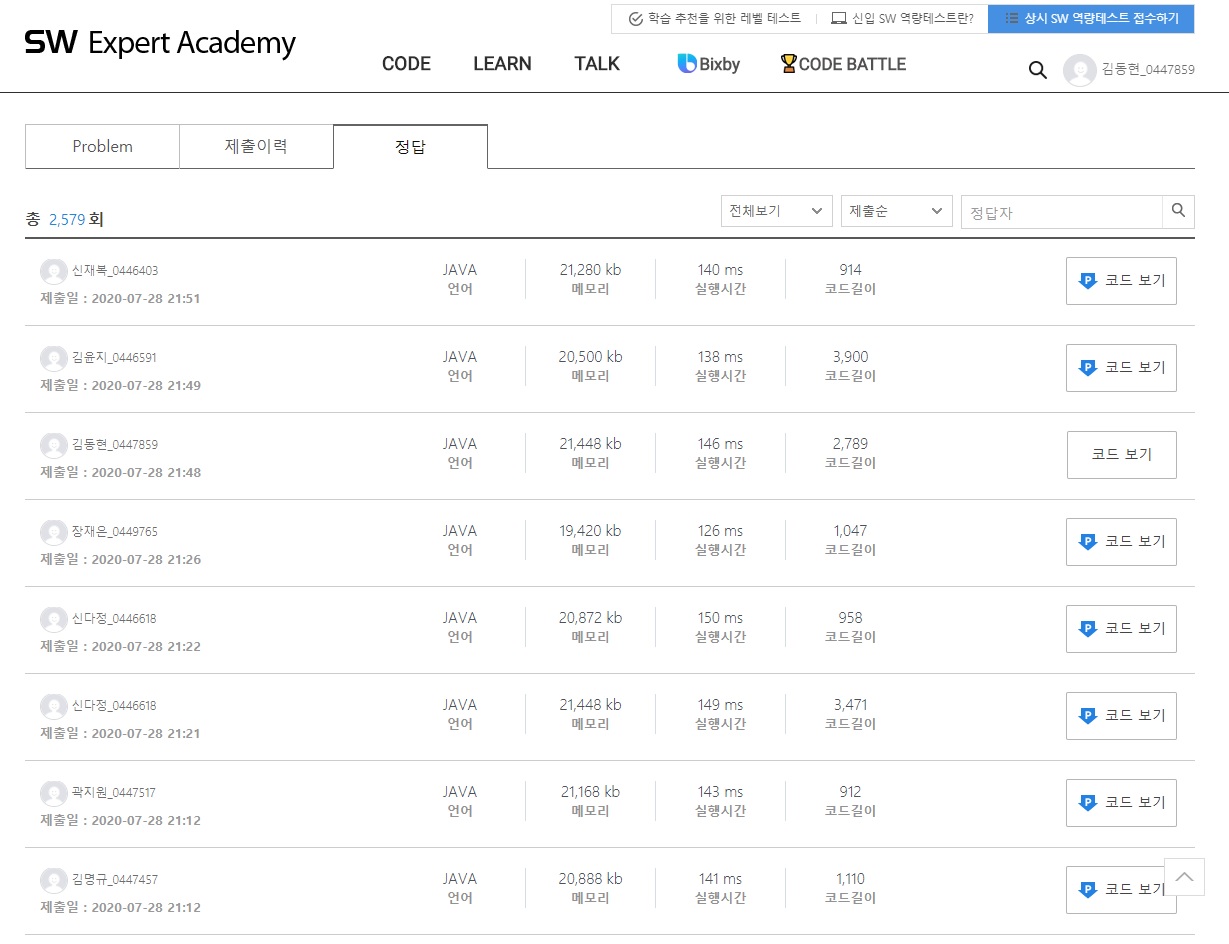 학습 추천을 위한 레벨 테스트 신입 SW 역량테스트란? 상시 SW 역량테스트 접수하기
SW Expert Academy
CODE LEARN TALK Bixby CODE BATTLE 김동현_0447859
Problem 제출이력 정답
총 2,579 회 전체보기 제출순 정답자
신재복_0446403 JAVA 21,280 kb 140 ms 914 코드 보기
제출일 : 2020-07-28 21:51 언어 메모리 실행시간 코드길이
김윤지_0446591 JAVA 20,500 kb 138 ms 3,900 코드 보기
제출일 : 2020-07-28 21:49 언어 메모리 실행시간 코드길이
김동현_0447859 JAVA 21,448 kb 146 ms 2,789 코드 보기
제출일 : 2020-07-28 21:48 언어 메모리 실행시간 코드길이
장재은_0449765 JAVA 19,420 kb 126 ms 1,047 코드 보기
제출일 : 2020-07-28 21:26 언어 메모리 실행시간 코드길이
신다정_0446618 JAVA 20,872 kb 150 ms 958 코드 보기
제출일 : 2020-07-28 21:22 언어 메모리 실행시간 코드길이
신다정_0446618 JAVA 21,448 kb 149 ms 3,471 코드 보기
제출일 : 2020-07-28 21:21 언어 메모리 실행시간 코드길이
곽지원_0447517 JAVA 21,168 kb 143 ms 912 코드 보기
제출일 : 2020-07-28 21:12 언어 메모리 실행시간 코드길이
김명규_0447457 JAVA 20,888 kb 141 ms 1,110 코드 보기
제출일 : 2020-07-28 21:12 언어 메모리 실행시간 코드길이